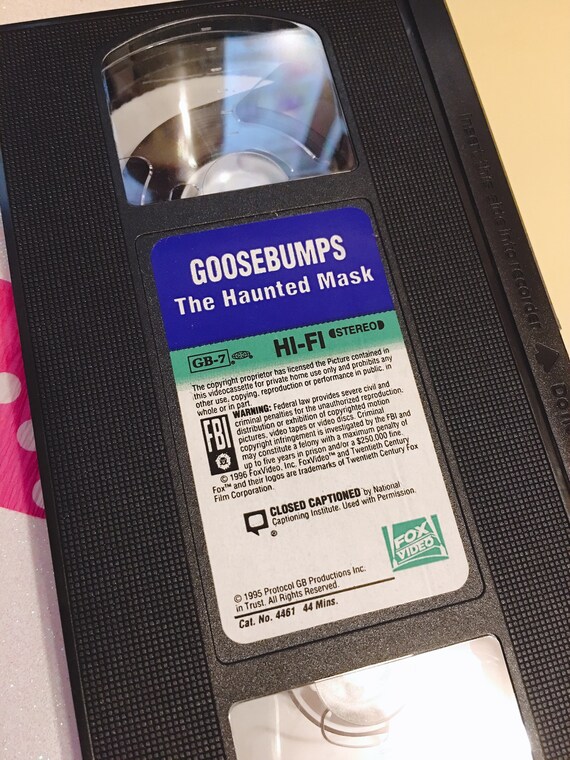 GOOSEBUMPS
The Haunted Mask
GB-7 HI-FI STEREO
The copyright proprietor has licensed the Picture contained in
this videocassette for private home use only and prohibits any
other use, copying, reproduction or performance in public, in
whole or in part.
FBI
WARNING: Federal law provides severe civil and
criminal penalties for the unauthorized reproduction,
distribution or exhibition of copyrighted motion
pictures, video tapes or video discs. Criminal
copyright infringement is investigated by the FBI and
may constitute a felony with a maximum penalty of
up to five years in prison and/or a $250,000 fine.
© 1996 FoxVideo, Inc. FoxVideo™ and Twentieth Century
Fox™ and their logos are trademarks of Twentieth Century Fox
Film Corporation.
CLOSED CAPTIONED by National
Captioning Institute. Used with Permission.
®
FOX
VIDEO
© 1995 Protocol GB Productions Inc.
in Trust. All Rights Reserved.
Cat. No. 4461 44 Mins.